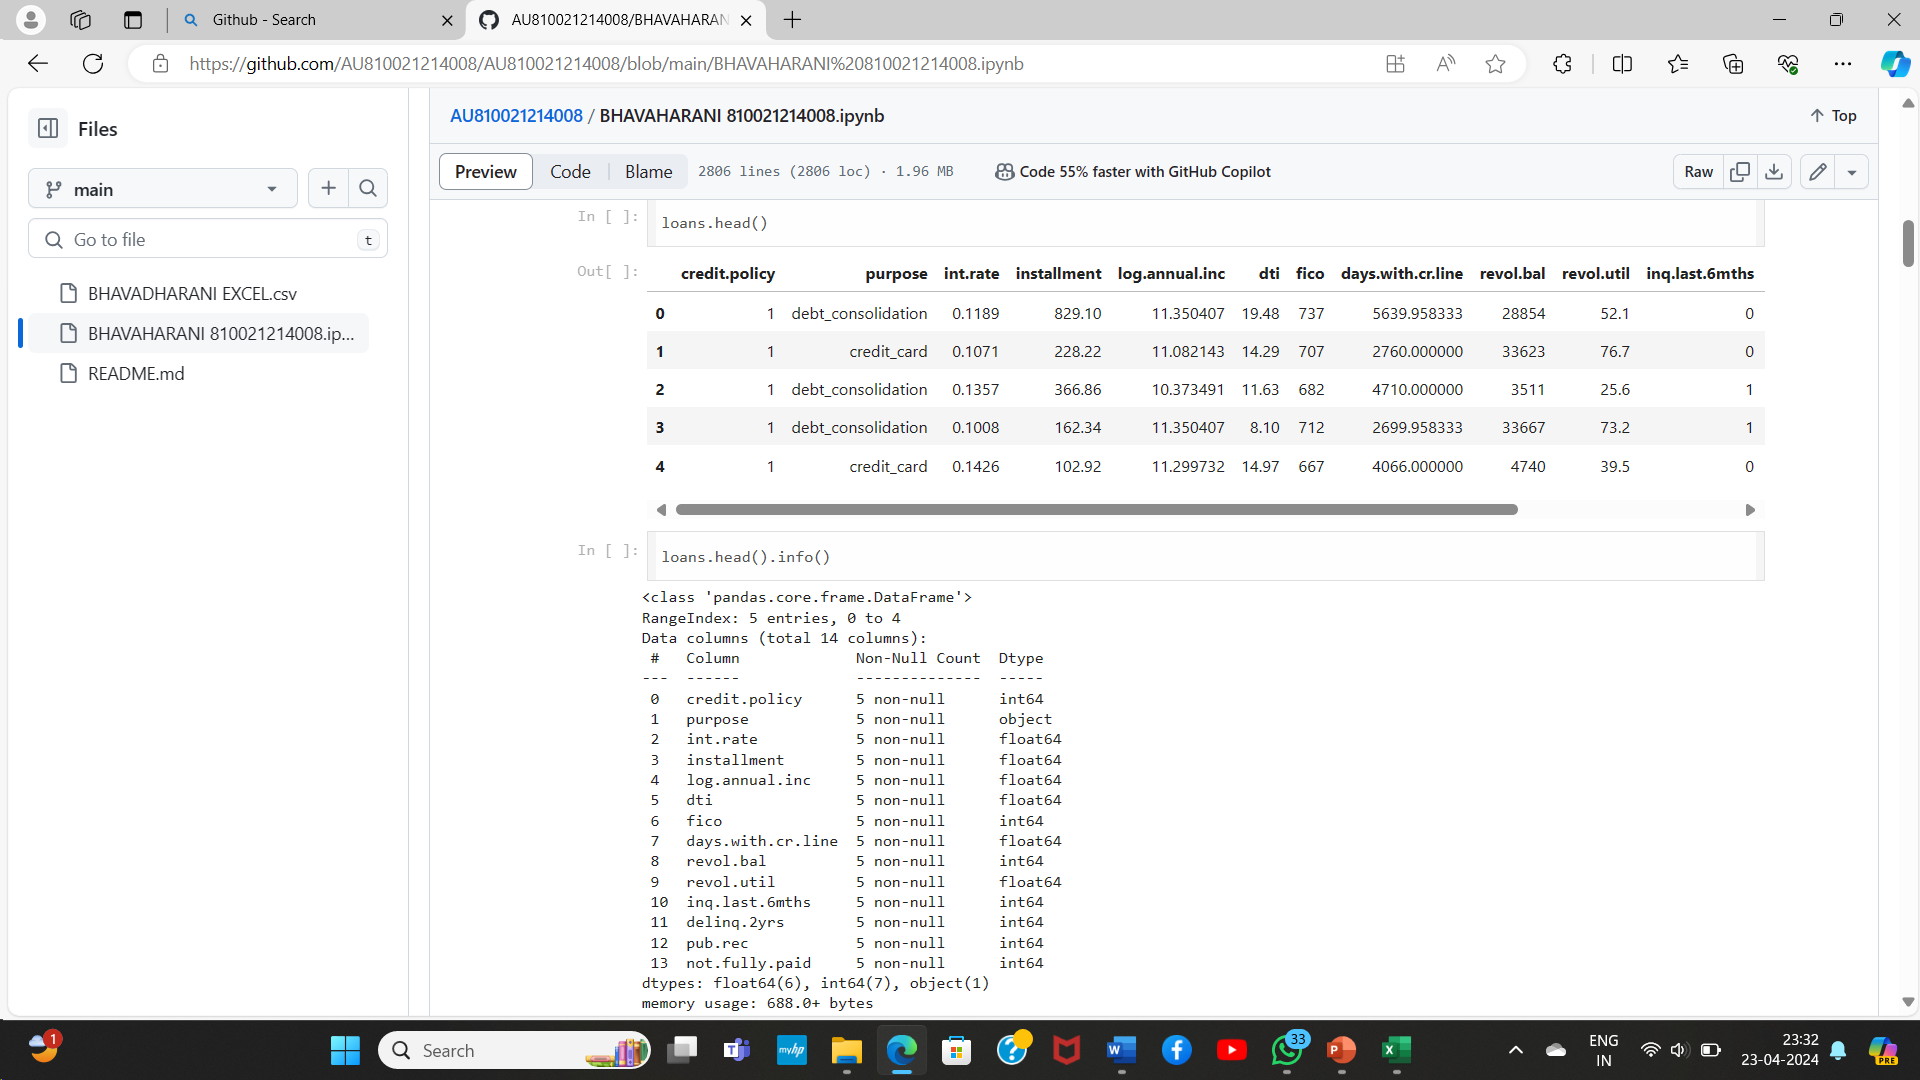 Github - Search
AU810021214008/BHAVAHARAN
https://github.com/AU810021214008/AU810021214008/blob/main/BHAVAHARANI%20810021214008.ipynb
Files
main
Go to file
t
BHAVADHARANI EXCEL.csv
BHAVAHARANI 810021214008.ip...
README.md
AU810021214008 / BHAVAHARANI 810021214008.ipynb
Top
Preview Code Blame 2806 lines (2806 loc) · 1.96 MB Code 55% faster with GitHub Copilot Raw
In [ ]: loans.head()
Out[ ]: credit.policy purpose int.rate installment log.annual.inc dti fico days.with.cr.line revol.bal revol.util inq.last.6mths
0 1 debt_consolidation 0.1189 829.10 11.350407 19.48 737 5639.958333 28854 52.1 0
1 1 credit_card 0.1071 228.22 11.082143 14.29 707 2760.000000 33623 76.7 0
2 1 debt_consolidation 0.1357 366.86 10.373491 11.63 682 4710.000000 3511 25.6 1
3 1 debt_consolidation 0.1008 162.34 11.350407 8.10 712 2699.958333 33667 73.2 1
4 1 credit_card 0.1426 102.92 11.299732 14.97 667 4066.000000 4740 39.5 0
In [ ]: loans.head().info()
<class 'pandas.core.frame.DataFrame'>
RangeIndex: 5 entries, 0 to 4
Data columns (total 14 columns):
# Column Non-Null Count Dtype
--- ------ -------------- -----
0 credit.policy 5 non-null int64
1 purpose 5 non-null object
2 int.rate 5 non-null float64
3 installment 5 non-null float64
4 log.annual.inc 5 non-null float64
5 dti 5 non-null float64
6 fico 5 non-null int64
7 days.with.cr.line 5 non-null float64
8 revol.bal 5 non-null int64
9 revol.util 5 non-null float64
10 inq.last.6mths 5 non-null int64
11 delinq.2yrs 5 non-null int64
12 pub.rec 5 non-null int64
13 not.fully.paid 5 non-null int64
dtypes: float64(6), int64(7), object(1)
memory usage: 688.0+ bytes
1
Search
myhp
33
ENG
IN
23:32
23-04-2024
PRE